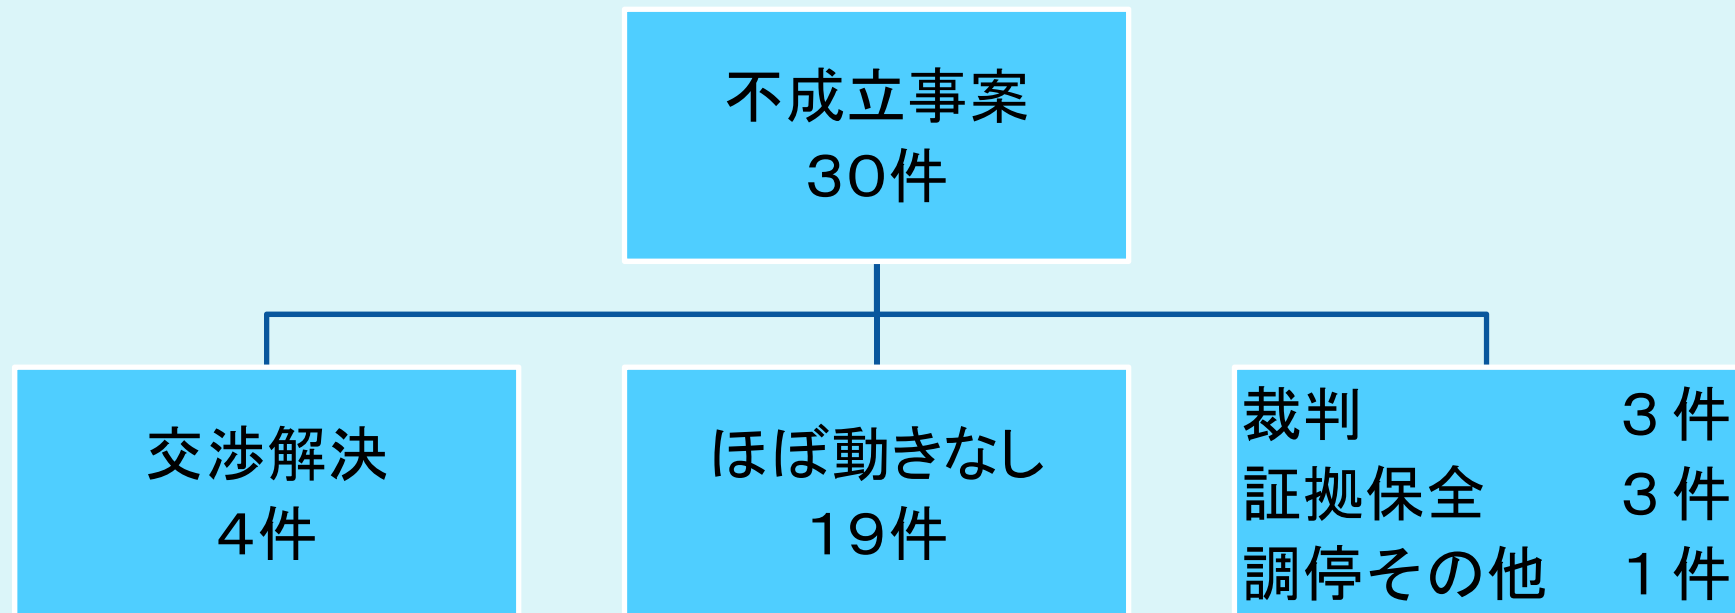 不成立事案
30件
交渉解決
4件
ほぼ動きなし
19件
裁判 3件
証拠保全 3件
調停その他 1件